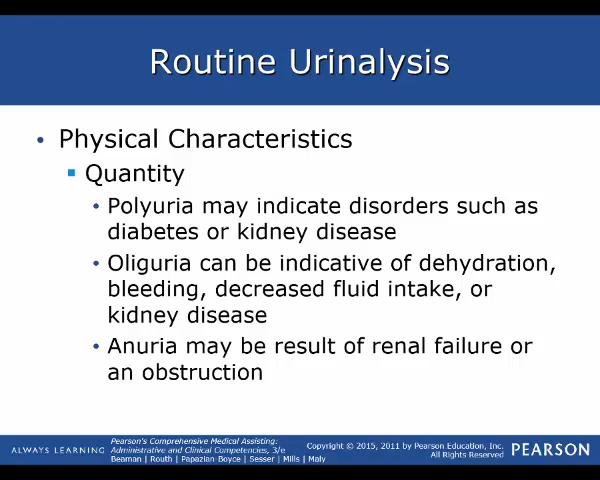 Routine Urinalysis
• Physical Characteristics
▪ Quantity
• Polyuria may indicate disorders such as
diabetes or kidney disease
• Oliguria can be indicative of dehydration,
bleeding, decreased fluid intake, or
kidney disease
• Anuria may be result of renal failure or
an obstruction
ALWAYS LEARNING
Pearson's Comprehensive Medical Assisting:
Administrative and Clinical Competencies, 3/e
Beaman | Routh | Papazian Boyce | Sesser | Mills | Maly
Copyright © 2015, 2011 by Pearson Education, Inc.
All Rights Reserved
PEARSON